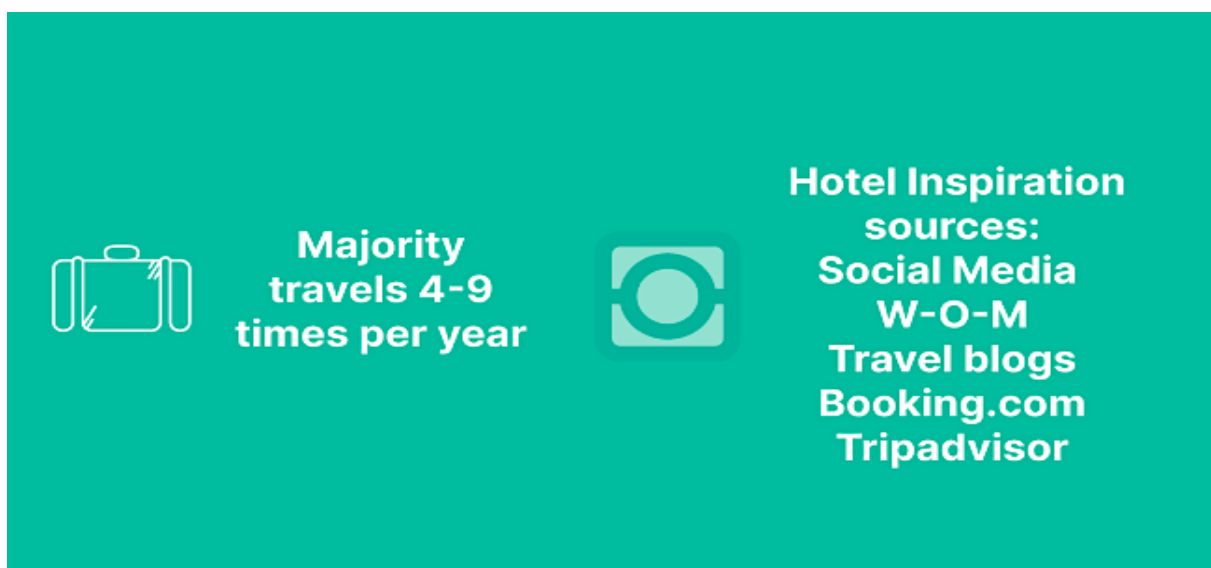 Majority
travels 4-9
times per year
Hotel Inspiration
sources:
Social Media
W-O-M
Travel blogs
Booking.com
Tripadvisor